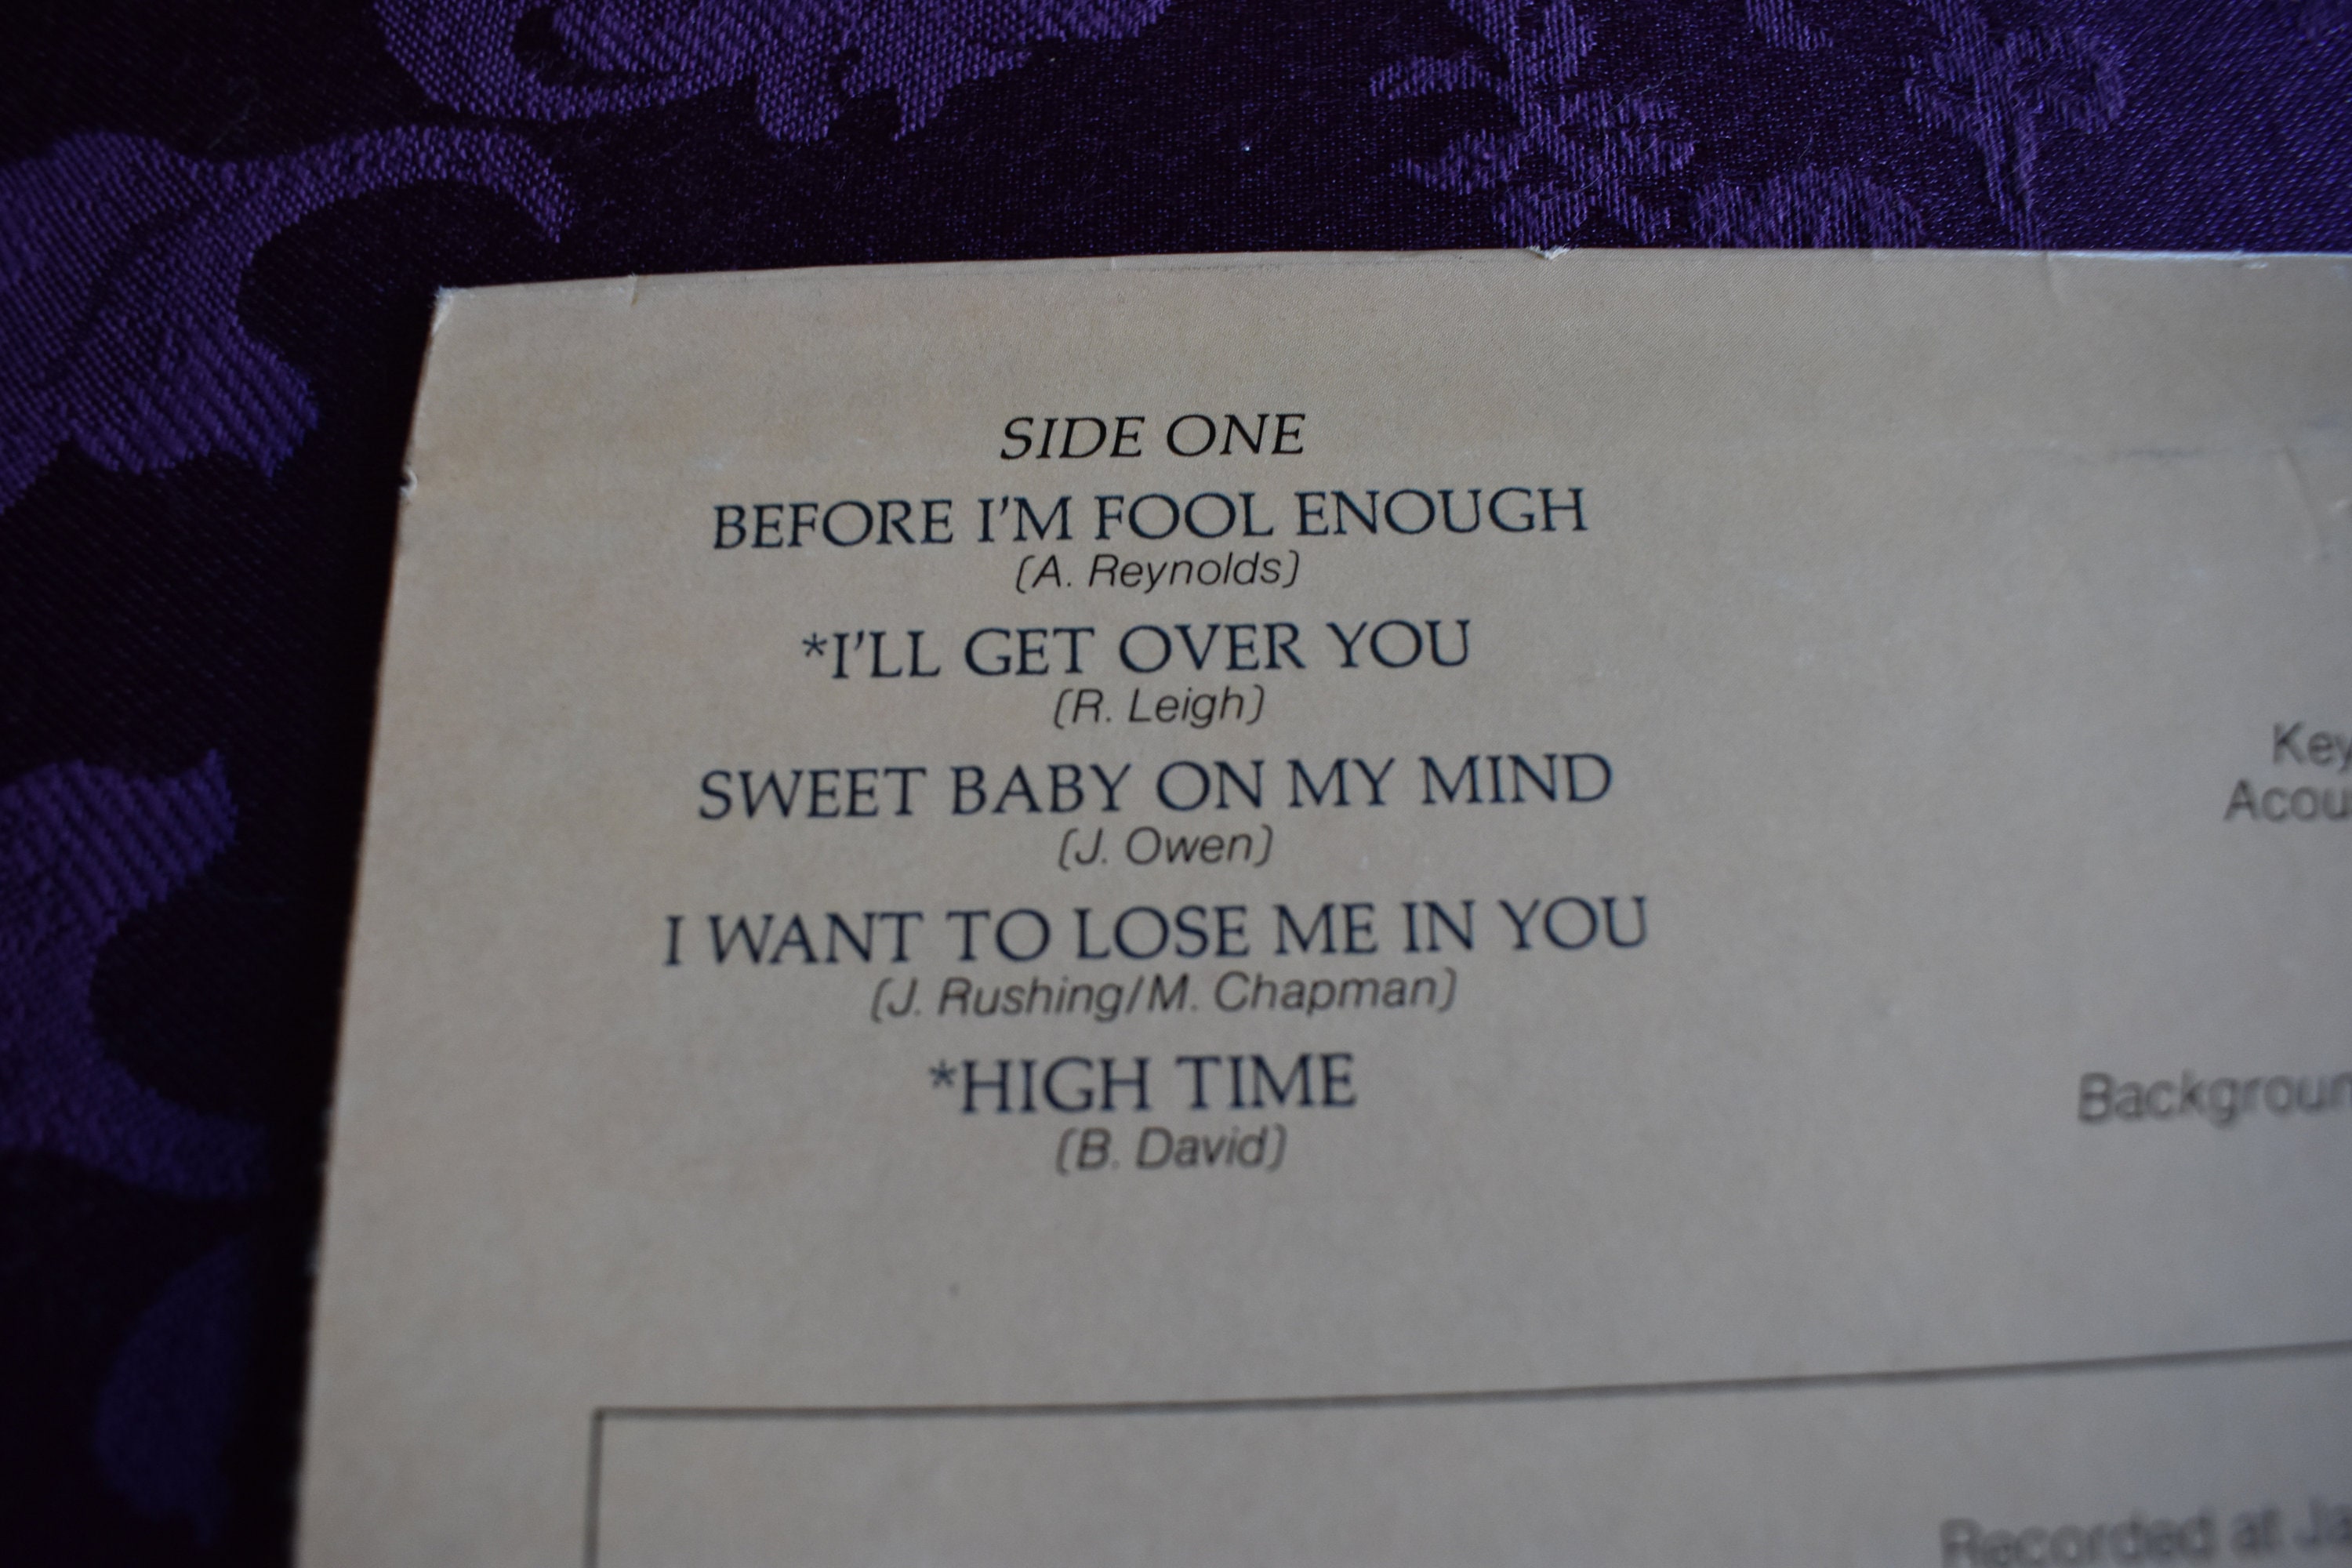 SIDE ONE
BEFORE I'M FOOL ENOUGH
(A. Reynolds)
*I'LL GET OVER YOU
(R. Leigh)
SWEET BABY ON MY MIND
(J. Owen)
I WANT TO LOSE ME IN YOU
(J. Rushing/M. Chapman)
*HIGH TIME
(B. David)
Key
Acou
Backgroun
Recorded at Ja